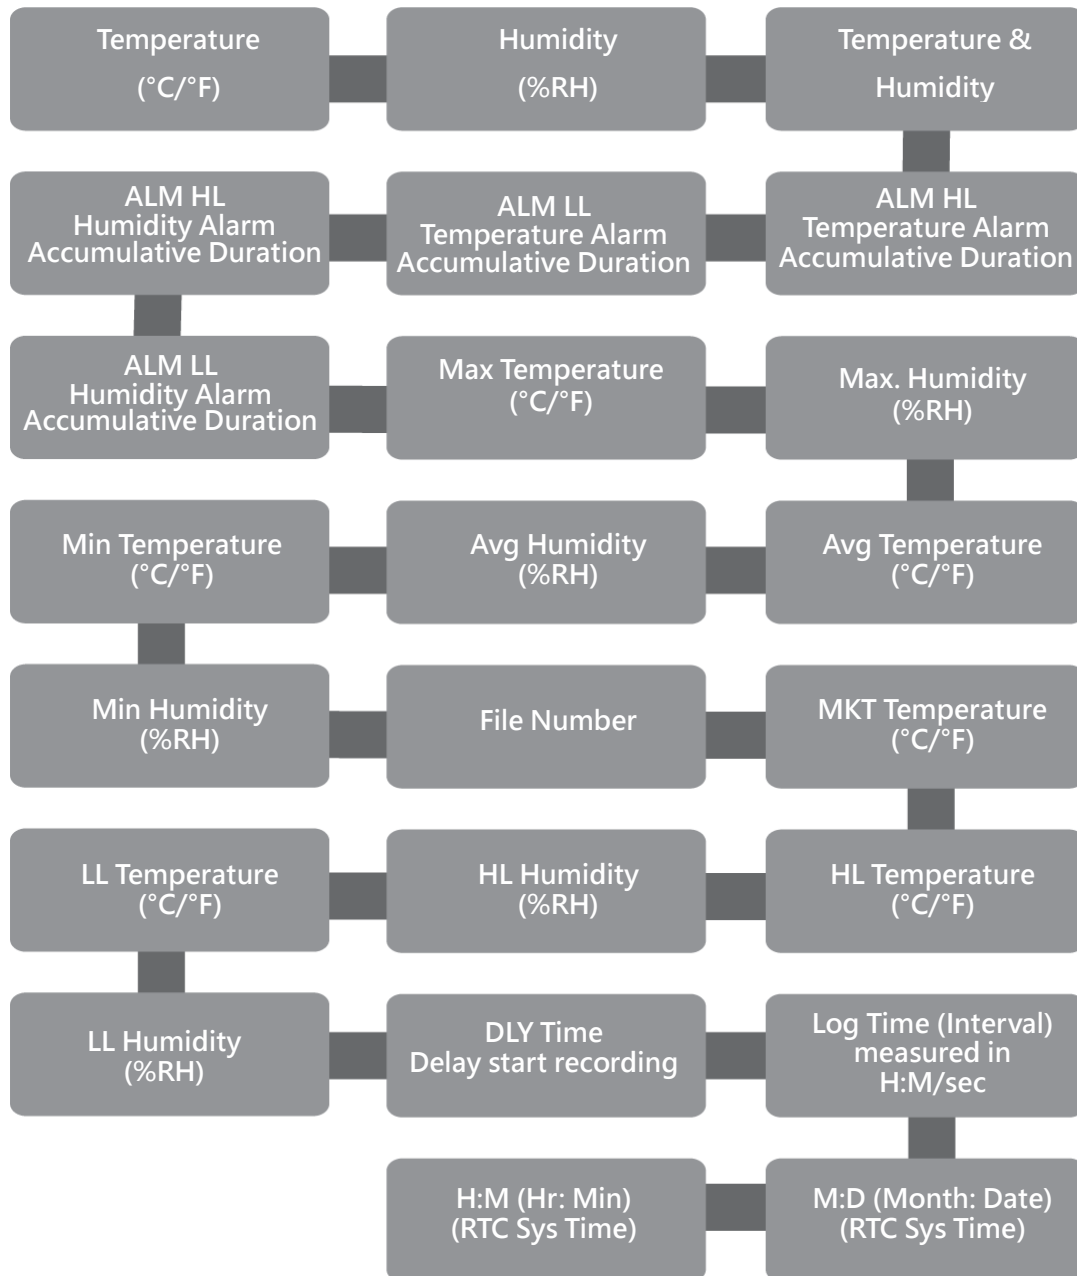 Temperature
(°C/°F)
Humidity
(%RH)
Temperature &
Humidity
ALM HL
Humidity Alarm
Accumulative Duration
ALM LL
Temperature Alarm
Accumulative Duration
ALM HL
Temperature Alarm
Accumulative Duration
ALM LL
Humidity Alarm
Accumulative Duration
Max Temperature
(°C/°F)
Max. Humidity
(%RH)
Min Temperature
(°C/°F)
Avg Humidity
(%RH)
Avg Temperature
(°C/°F)
Min Humidity
(%RH)
File Number
MKT Temperature
(°C/°F)
LL Temperature
(°C/°F)
HL Humidity
(%RH)
HL Temperature
(°C/°F)
LL Humidity
(%RH)
DLY Time
Delay start recording
Log Time (Interval)
measured in
H:M/sec
H:M (Hr: Min)
(RTC Sys Time)
M:D (Month: Date)
(RTC Sys Time)